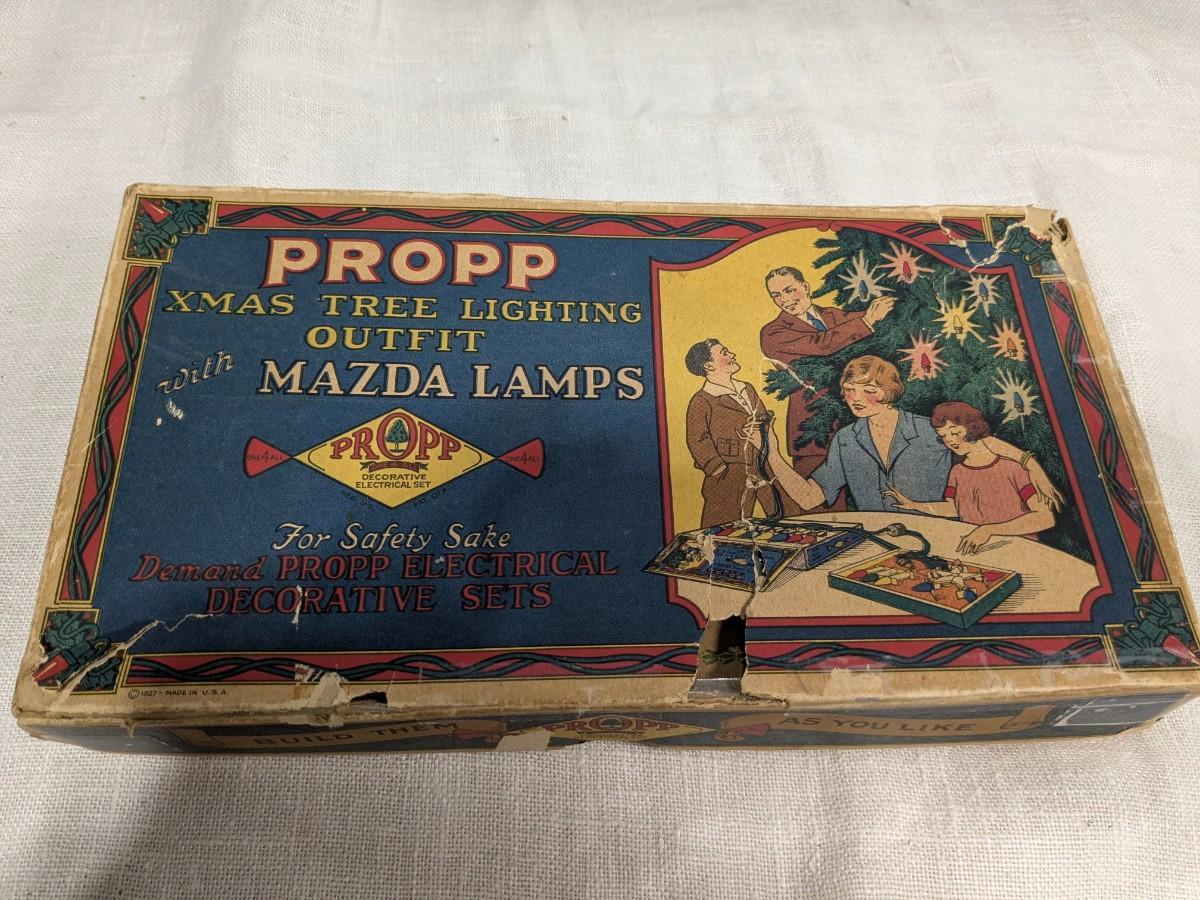 PROPP
XMAS TREE LIGHTING
OUTFIT
with MAZDA LAMPS
ONE4ALL PROPP ONE4ALL
DECORATIVE
ELECTRICAL SET
For Safety Sake
Demand PROPP ELECTRICAL
DECORATIVE SETS
©1927 - MADE IN U.S.A.
BUILD THEM PROPP AS YOU LIKE